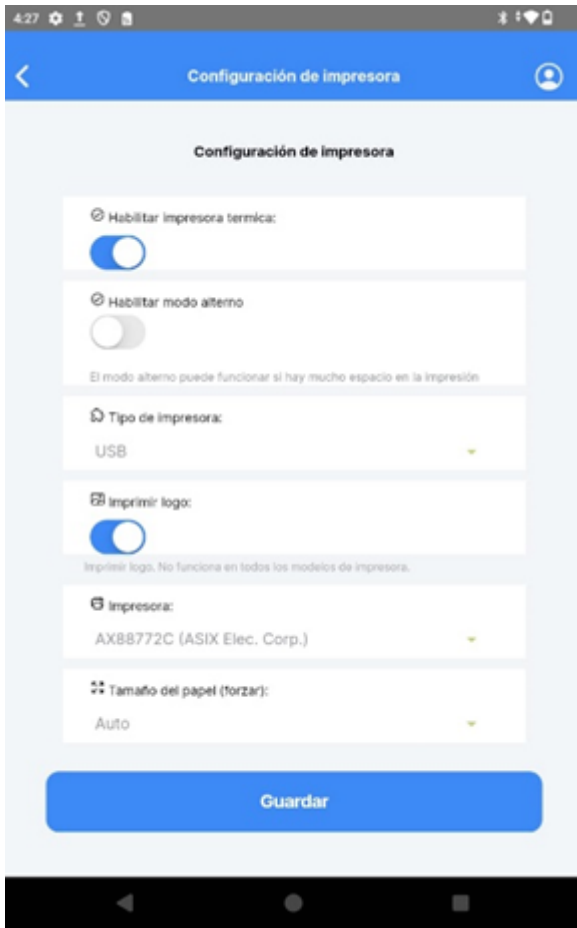 4:27
Configuración de impresora
Configuración de impresora
Habilitar impresora termica:
Habilitar modo alterno
El modo alterno puede funcionar si hay mucho espacio en la impresión
Tipo de impresora:
USB
Imprimir logo:
Imprimir logo. No funciona en todos los modelos de impresora.
Impresora:
AX88772C (ASIX Elec. Corp.)
Tamaño del papel (forzar):
Auto
Guardar